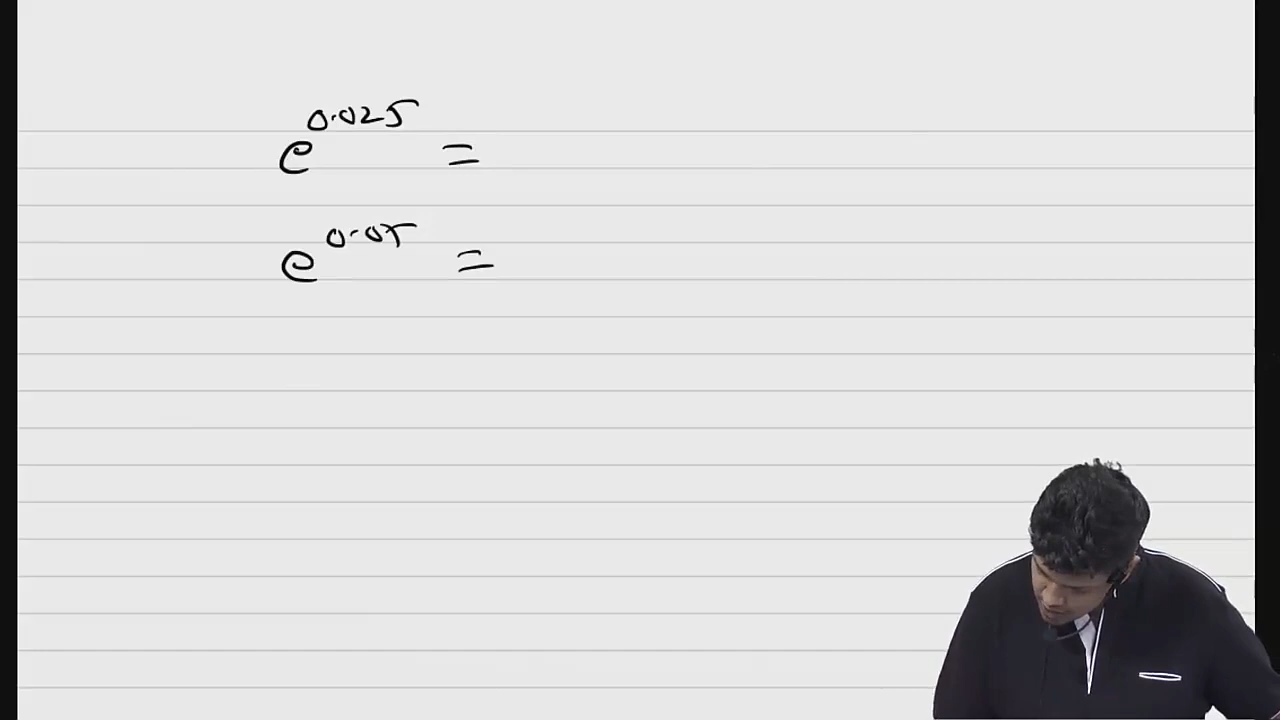 e^0.025 =
e^0.05 =